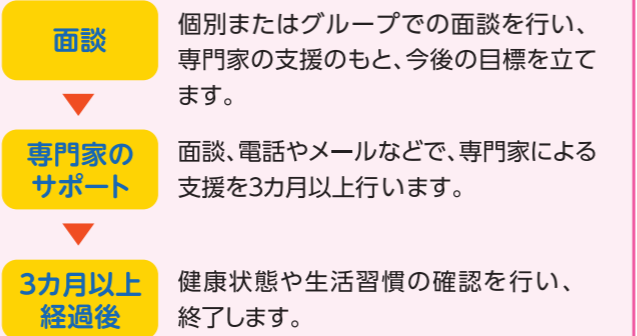 面談
個別またはグループでの面談を行い、
専門家の支援のもと、今後の目標を立て
ます。
専門家の
サポート
面談、電話やメールなどで、専門家による
支援を3カ月以上行います。
3カ月以上
経過後
健康状態や生活習慣の確認を行い、
終了します。